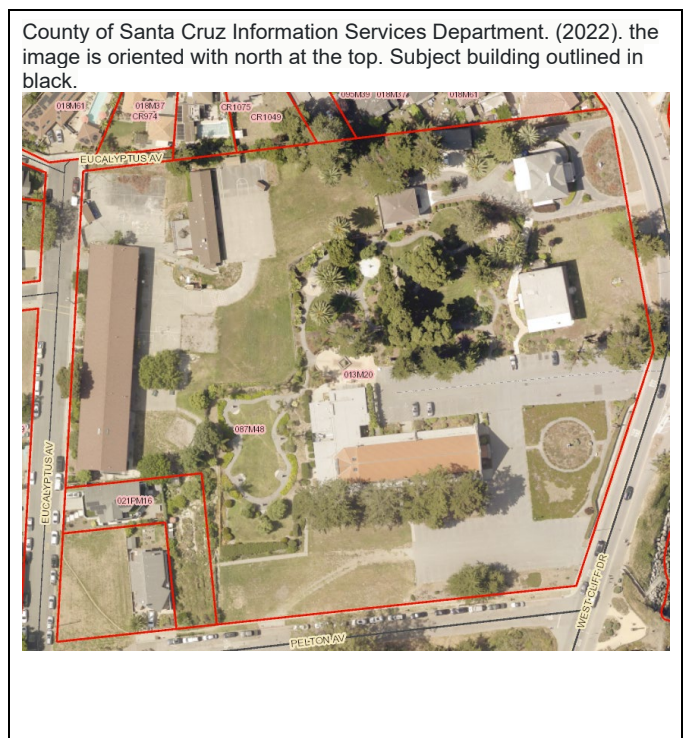 County of Santa Cruz Information Services Department. (2022). the
image is oriented with north at the top. Subject building outlined in
black.
095M39 018M37 018M61
018M61 018M37 CR1075
CR974 CR1049
EUCALYPTUS AV
013M20
087M48
EUCALYPTUS AV
021PM16
WEST CLIFF DR
PELTON AV